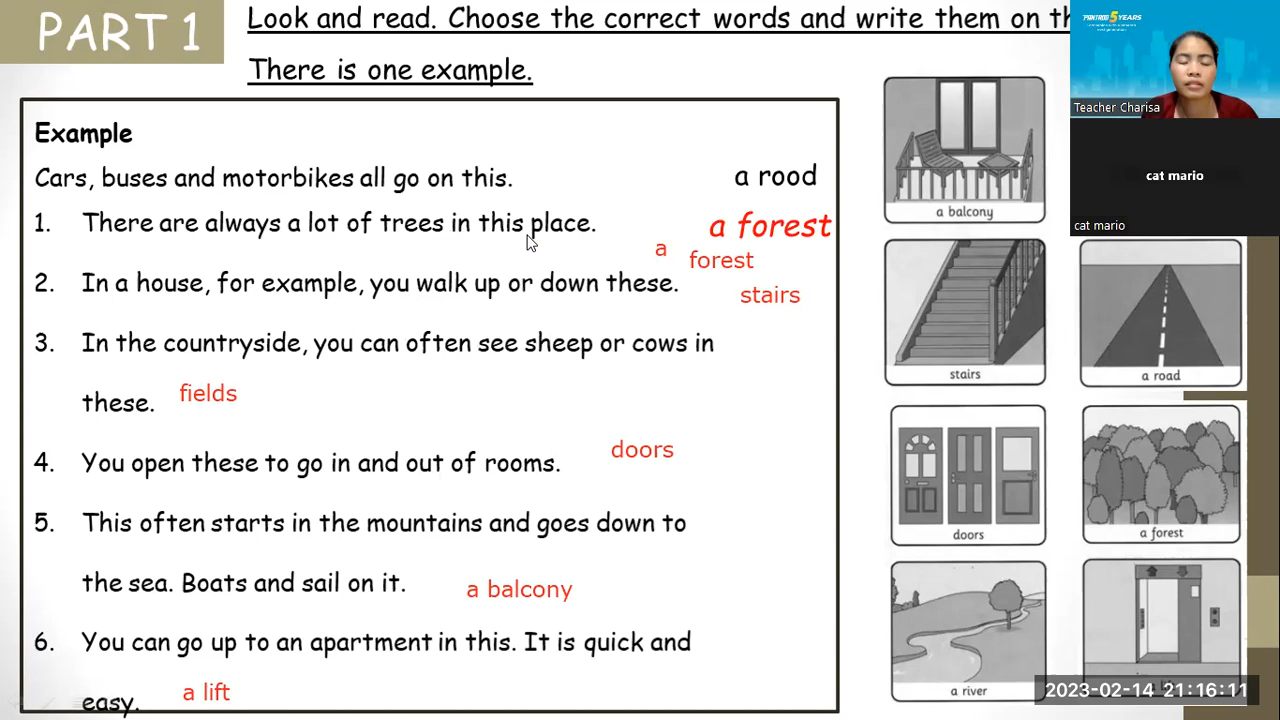 PART 1
Look and read. Choose the correct words and write them on th
There is one example.
Example
Cars, buses and motorbikes all go on this. a rood
1. There are always a lot of trees in this place. a forest
a forest
2. In a house, for example, you walk up or down these. stairs
3. In the countryside, you can often see sheep or cows in
these. fields
4. You open these to go in and out of rooms. doors
5. This often starts in the mountains and goes down to
the sea. Boats and sail on it. a balcony
6. You can go up to an apartment in this. It is quick and
easy. a lift
a balcony
stairs
a road
doors
a forest
a river
5 YEARS
Teacher Charisa
cat mario
cat mario
2023-02-14 21:16:11